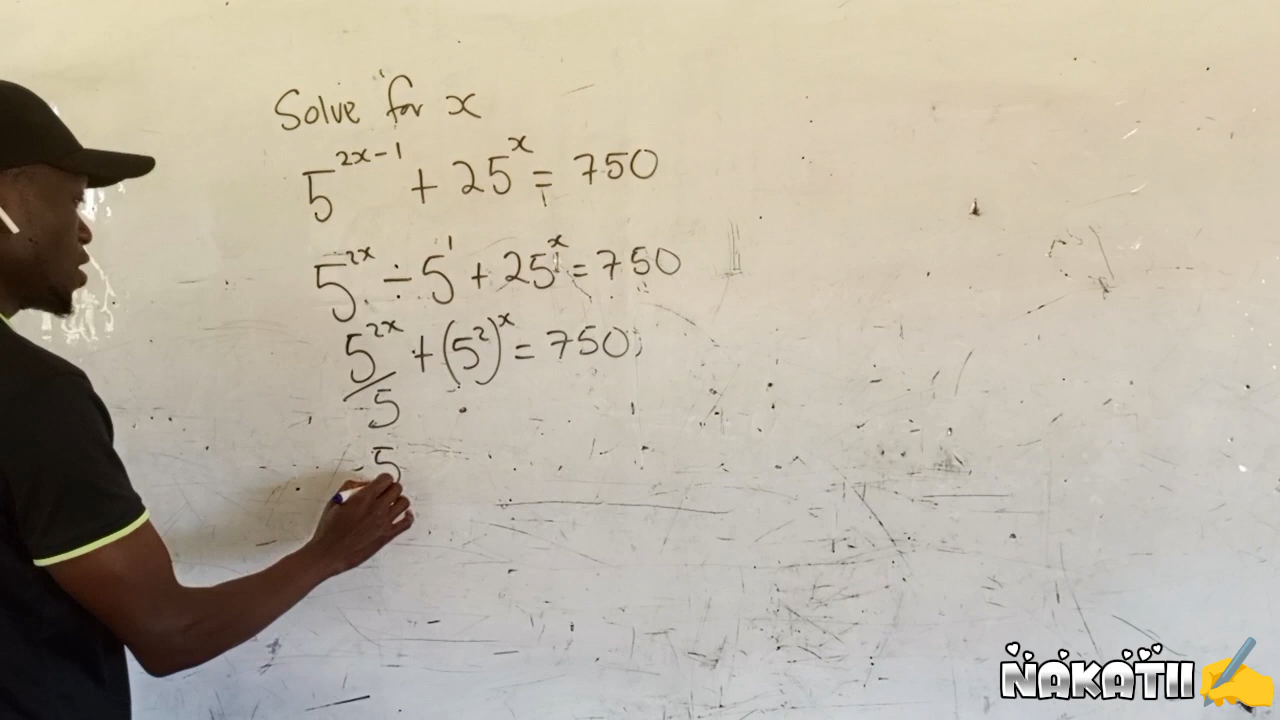 Solve for x
5^{2x-1} + 25^x = 750
5^{2x} ÷ 5^1 + 25^x = 750
5^{2x}/5 + (5^2)^x = 750
5
NAKATII